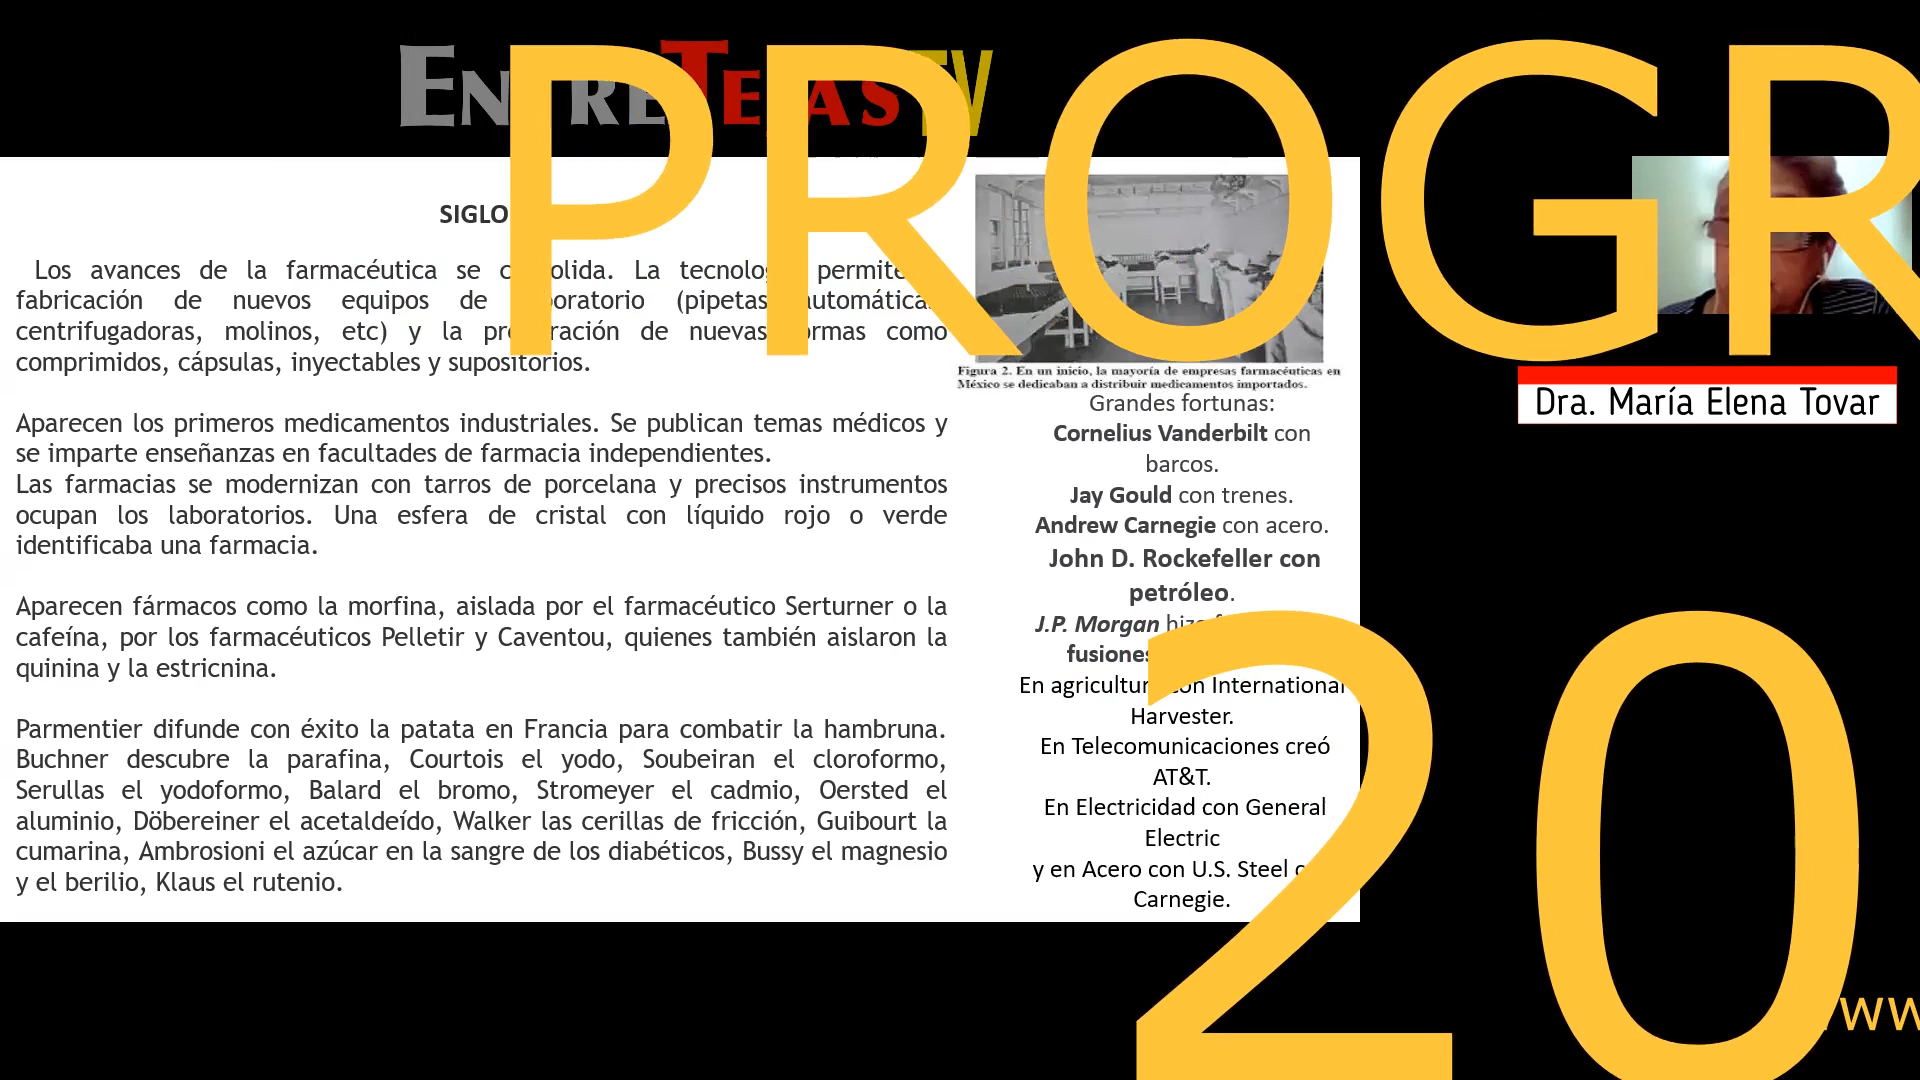 ENTRETEJAS TV
PROGR
SIGLO
Los avances de la farmacéutica se consolida. La tecnología permite
fabricación de nuevos equipos de laboratorio (pipetas automáticas
centrifugadoras, molinos, etc) y la preparación de nuevas formas como
comprimidos, cápsulas, inyectables y supositorios.
Aparecen los primeros medicamentos industriales. Se publican temas médicos y
se imparte enseñanzas en facultades de farmacia independientes.
Las farmacias se modernizan con tarros de porcelana y precisos instrumentos
ocupan los laboratorios. Una esfera de cristal con líquido rojo o verde
identificaba una farmacia.
Aparecen fármacos como la morfina, aislada por el farmacéutico Serturner o la
cafeína, por los farmacéuticos Pelletir y Caventou, quienes también aislaron la
quinina y la estricnina.
Parmentier difunde con éxito la patata en Francia para combatir la hambruna.
Buchner descubre la parafina, Courtois el yodo, Soubeiran el cloroformo,
Serullas el yodoformo, Balard el bromo, Stromeyer el cadmio, Oersted el
aluminio, Döbereiner el acetaldeído, Walker las cerillas de fricción, Guibourt la
cumarina, Ambrosioni el azúcar en la sangre de los diabéticos, Bussy el magnesio
y el berilio, Klaus el rutenio.
Figura 2. En un inicio, la mayoría de empresas farmacéuticas en
México se dedicaban a distribuir medicamentos importados.
Grandes fortunas:
Cornelius Vanderbilt con
barcos.
Jay Gould con trenes.
Andrew Carnegie con acero.
John D. Rockefeller con
petróleo.
J.P. Morgan hizo
fusiones
En agricultura con International
Harvester.
En Telecomunicaciones creó
AT&T.
En Electricidad con General
Electric
y en Acero con U.S. Steel
Carnegie.
Dra. María Elena Tovar
20
ww